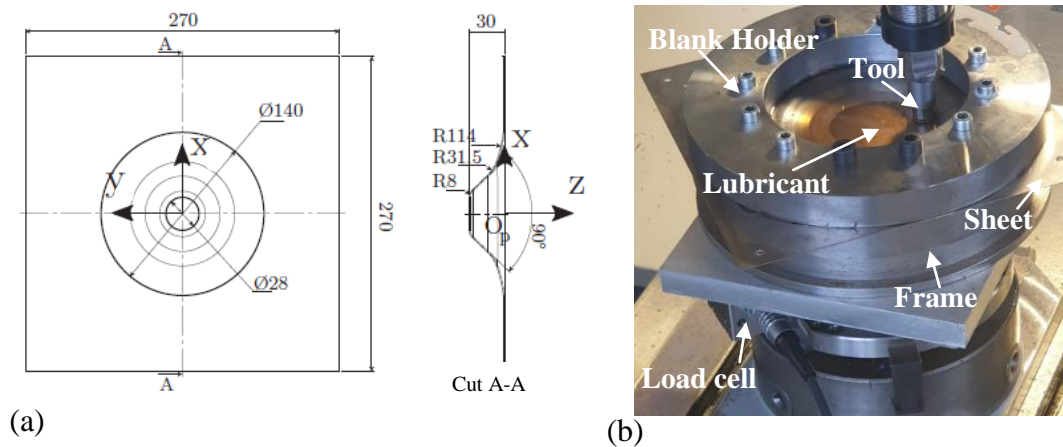 270
30
A
Ø140
X
y
270
Ø28
A
R114
R31.5
R8
X
Z
Op
90°
Cut A-A
(a)
Blank Holder
Tool
Lubricant
Sheet
Frame
Load cell
(b)